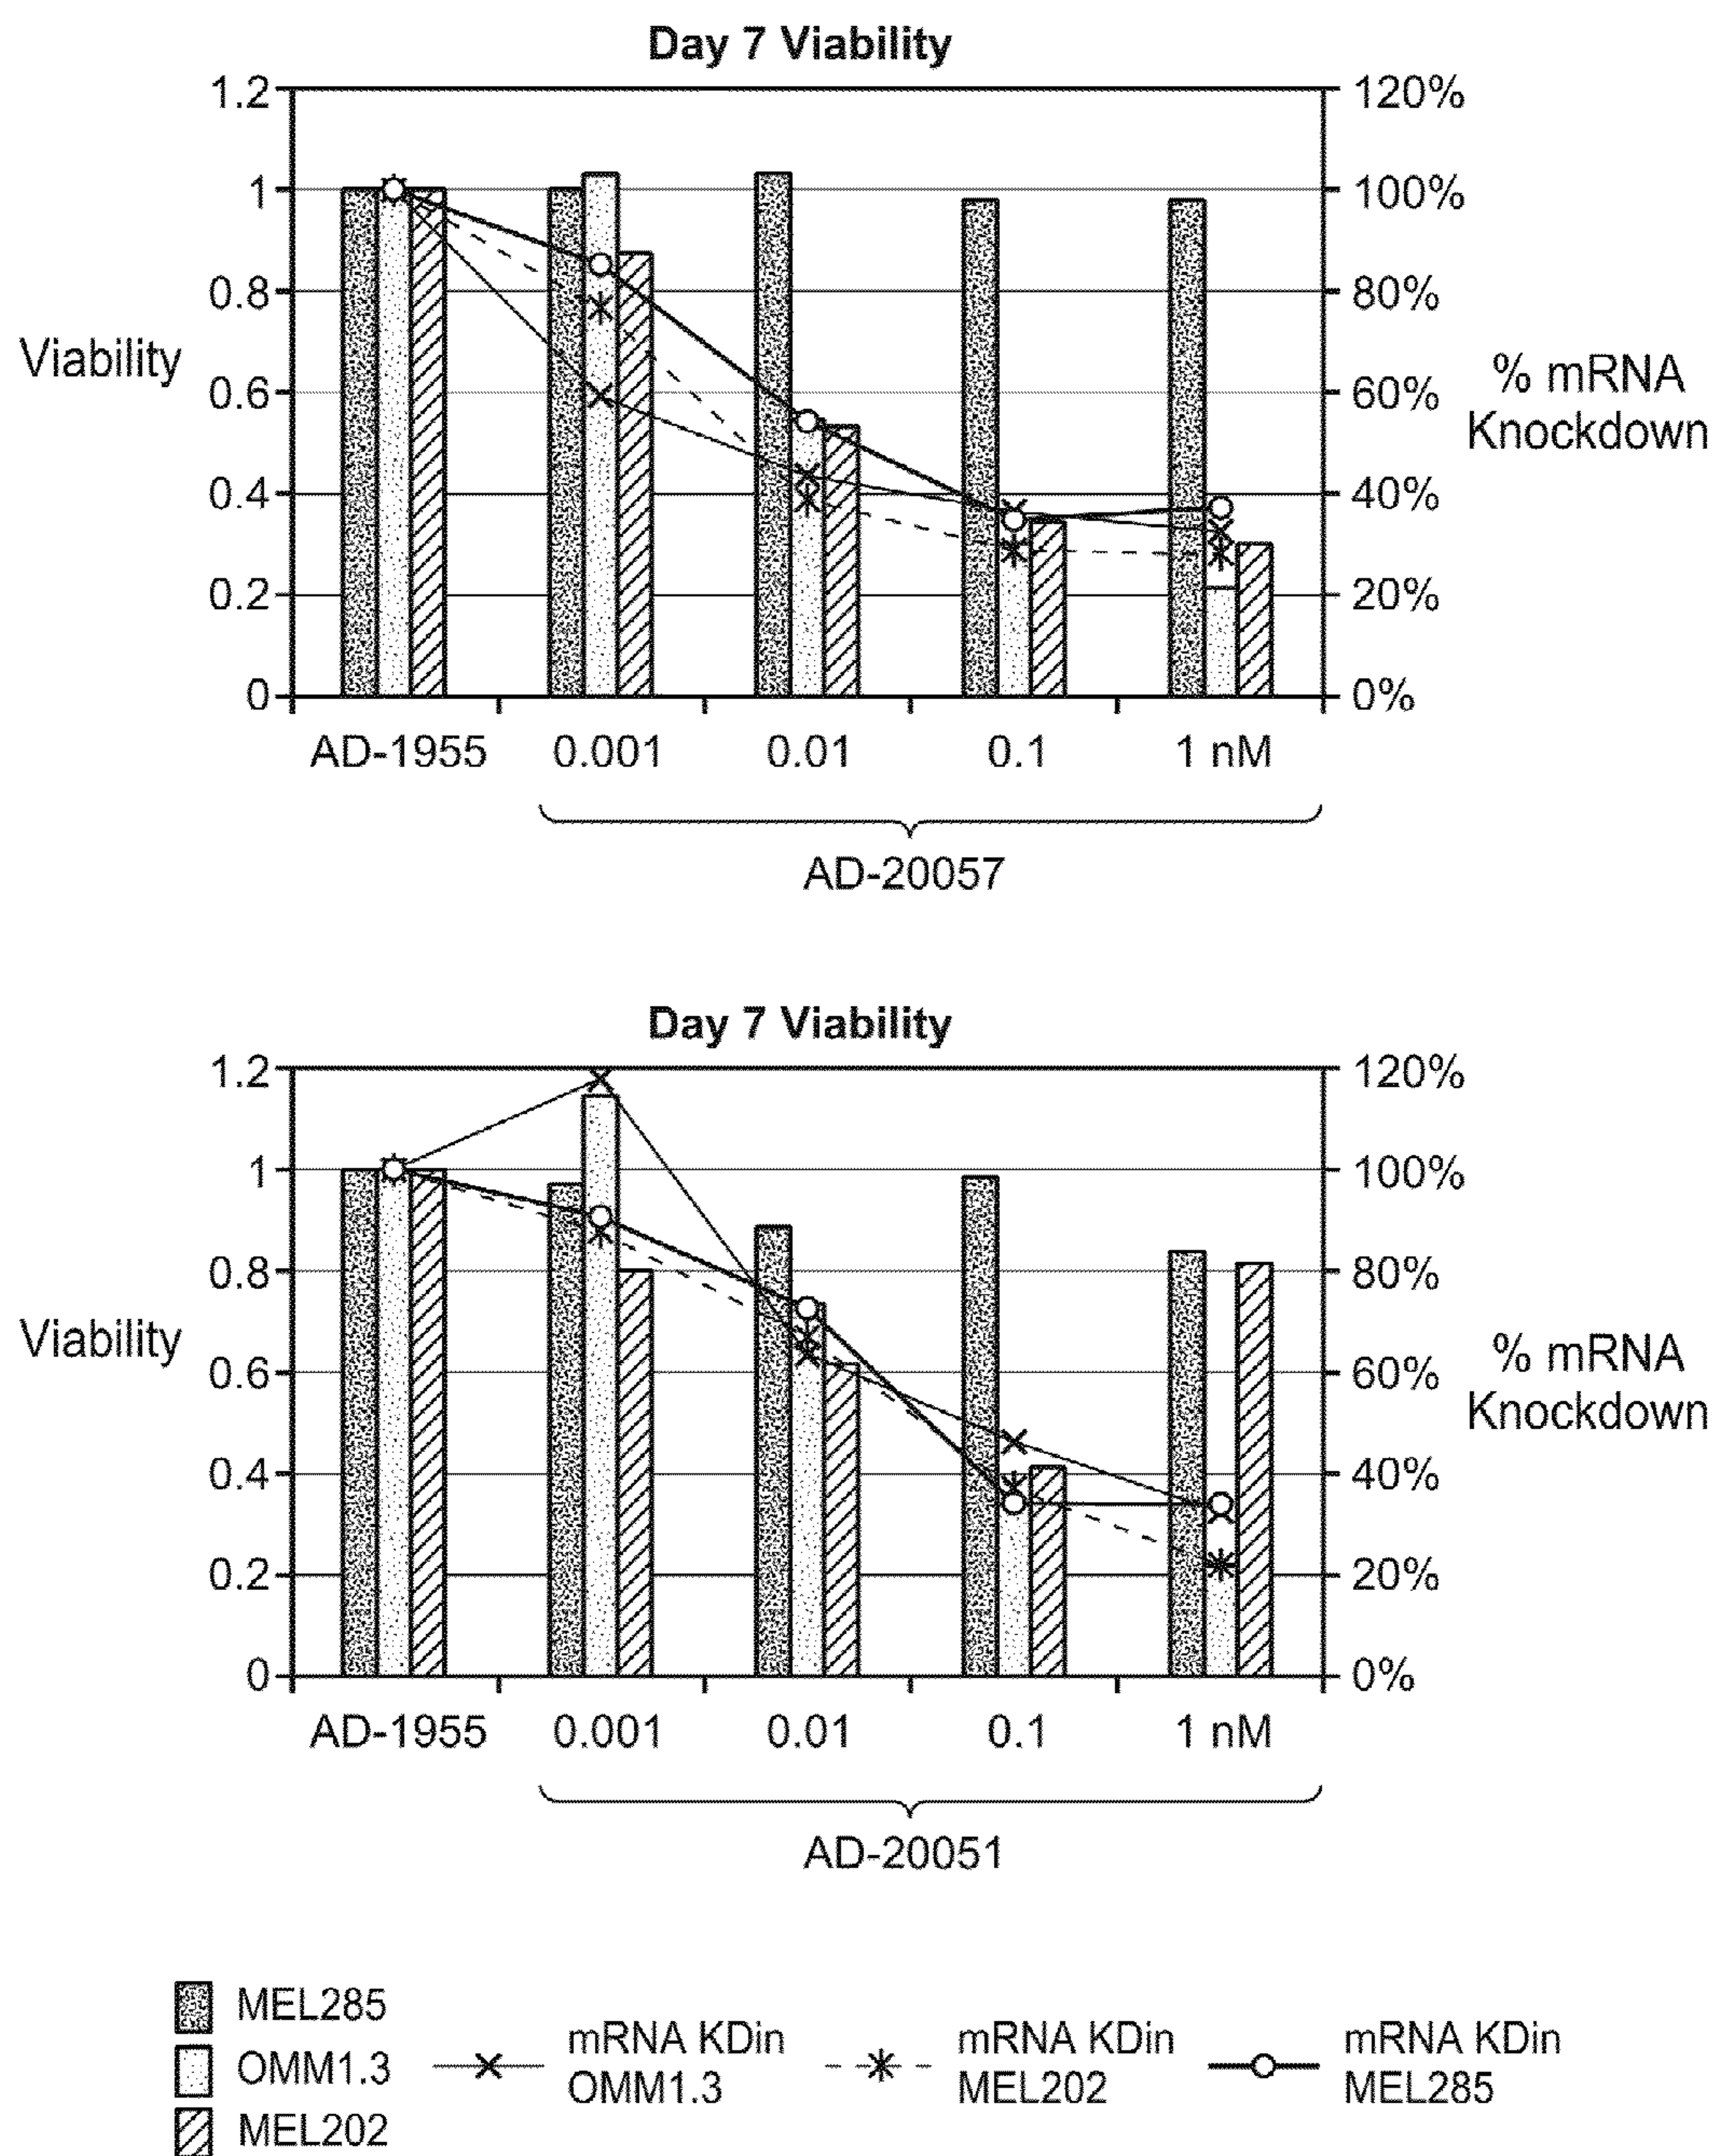 Day 7 Viability
1.2
1
0.8
0.6
0.4
0.2
0
Viability
120%
100%
80%
60%
40%
20%
0%
% mRNA
Knockdown
AD-1955 0.001 0.01 0.1 1 nM
AD-20057
Day 7 Viability
1.2
1
0.8
0.6
0.4
0.2
0
Viability
120%
100%
80%
60%
40%
20%
0%
% mRNA
Knockdown
AD-1955 0.001 0.01 0.1 1 nM
AD-20051
MEL285
OMM1.3
MEL202
mRNA KDin
OMM1.3
mRNA KDin
MEL202
mRNA KDin
MEL285